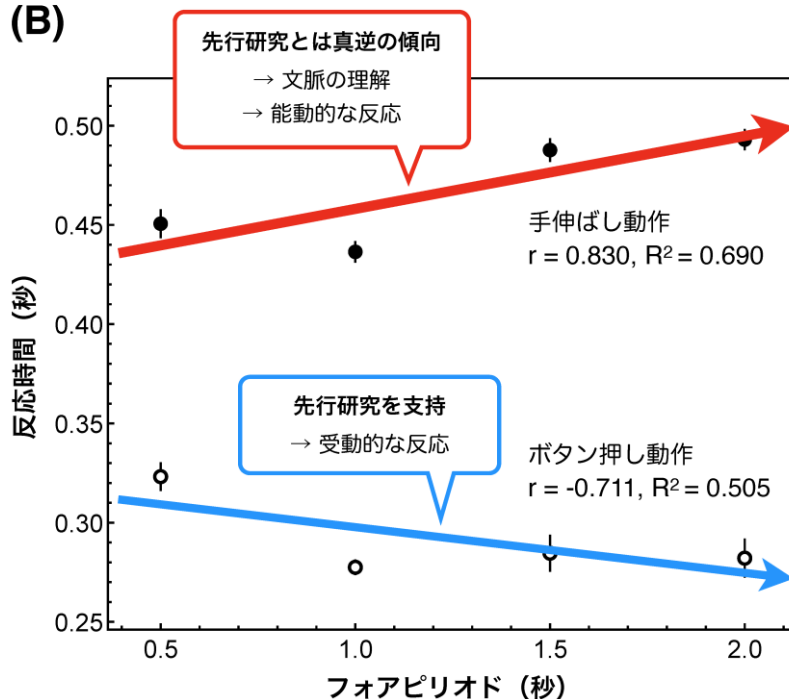 (B)
先行研究とは真逆の傾向
→ 文脈の理解
→ 能動的な反応
0.50
0.45
手伸ばし動作
r = 0.830, R² = 0.690
0.40
反応時間（秒）
0.35
先行研究を支持
→ 受動的な反応
ボタン押し動作
r = -0.711, R² = 0.505
0.30
0.25
0.5 1.0 1.5 2.0
フォアピリオド（秒）